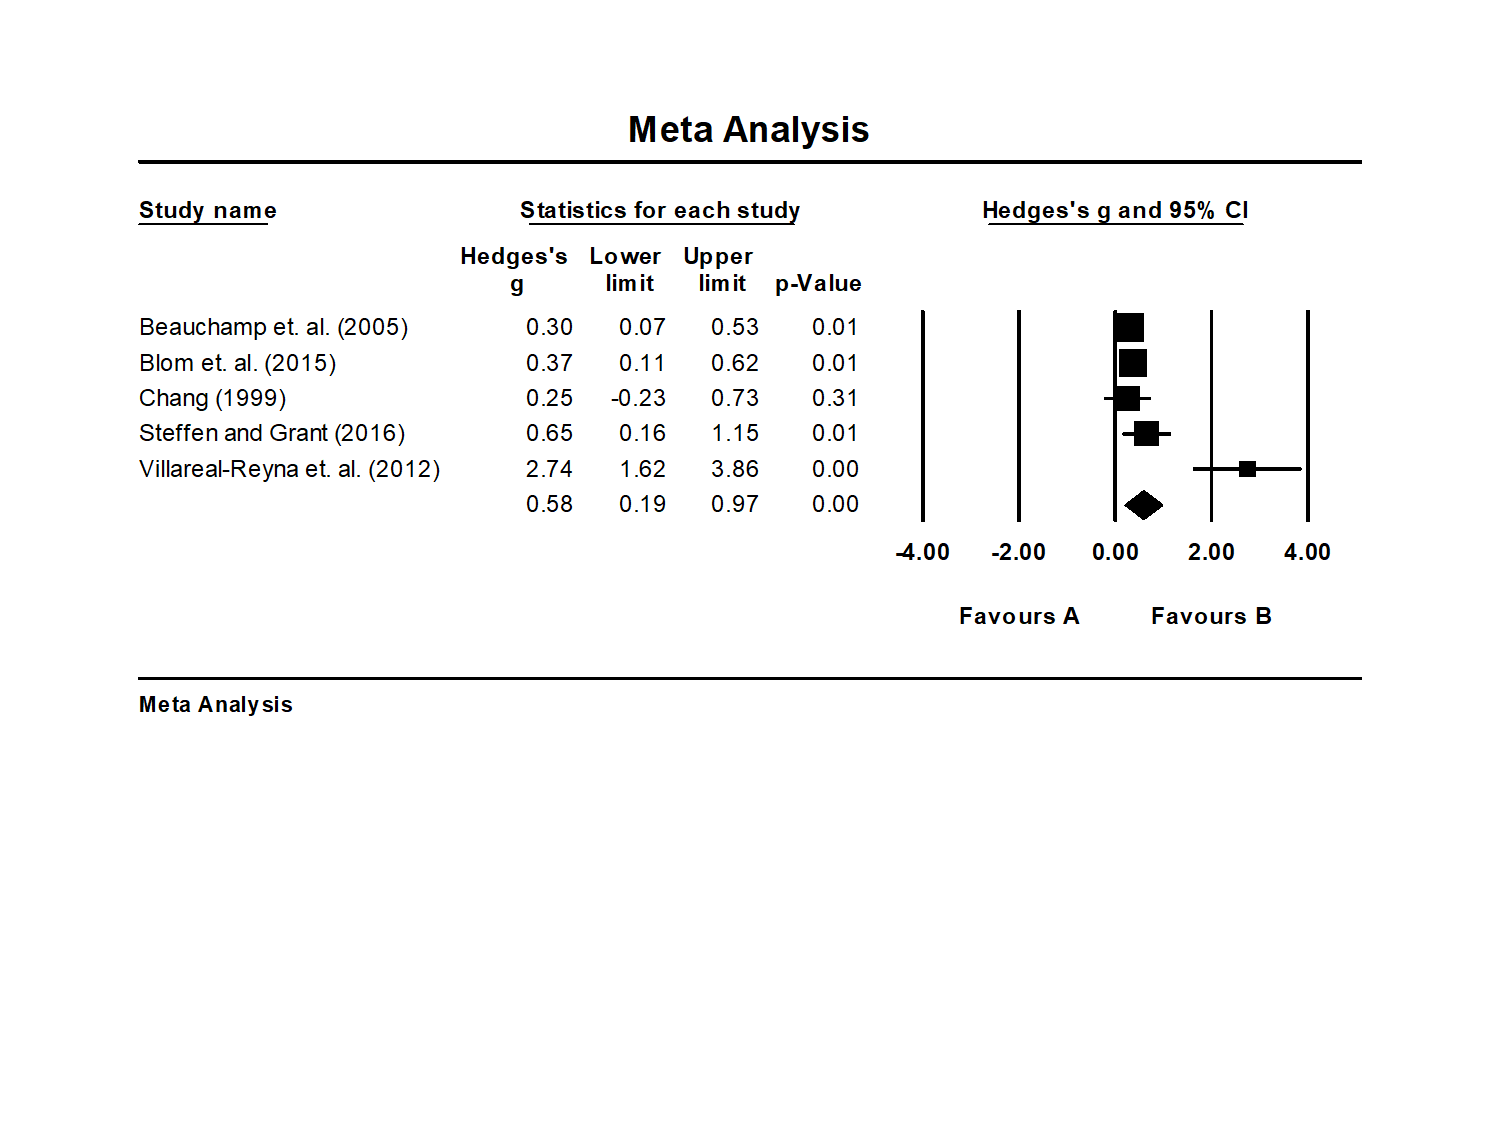 Meta Analysis
Study name Statistics for each study Hedges's g and 95% CI
Hedges's Lower Upper
g limit limit p-Value
Beauchamp et. al. (2005) 0.30 0.07 0.53 0.01
Blom et. al. (2015) 0.37 0.11 0.62 0.01
Chang (1999) 0.25 -0.23 0.73 0.31
Steffen and Grant (2016) 0.65 0.16 1.15 0.01
Villareal-Reyna et. al. (2012) 2.74 1.62 3.86 0.00
0.58 0.19 0.97 0.00
-4.00 -2.00 0.00 2.00 4.00
Favours A Favours B
Meta Analysis